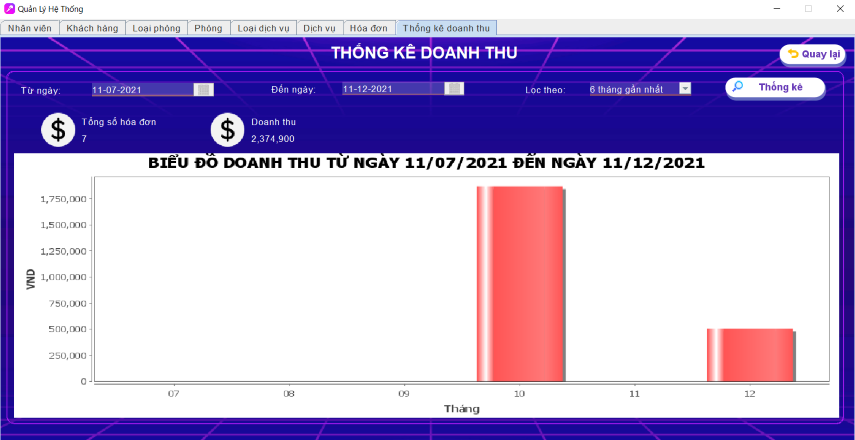 Quản Lý Hệ Thống
Nhân viên Khách hàng Loại phòng Phòng Loại dịch vụ Dịch vụ Hóa đơn Thống kê doanh thu
THỐNG KÊ DOANH THU
Quay lại
Từ ngày: 11-07-2021 Đến ngày: 11-12-2021 Lọc theo: 6 tháng gần nhất Thống kê
Tổng số hóa đơn
7
Doanh thu
2,374,900
BIỂU ĐỒ DOANH THU TỪ NGÀY 11/07/2021 ĐẾN NGÀY 11/12/2021
VND
1,750,000
1,500,000
1,250,000
1,000,000
750,000
500,000
250,000
0
07 08 09 10 11 12
Tháng